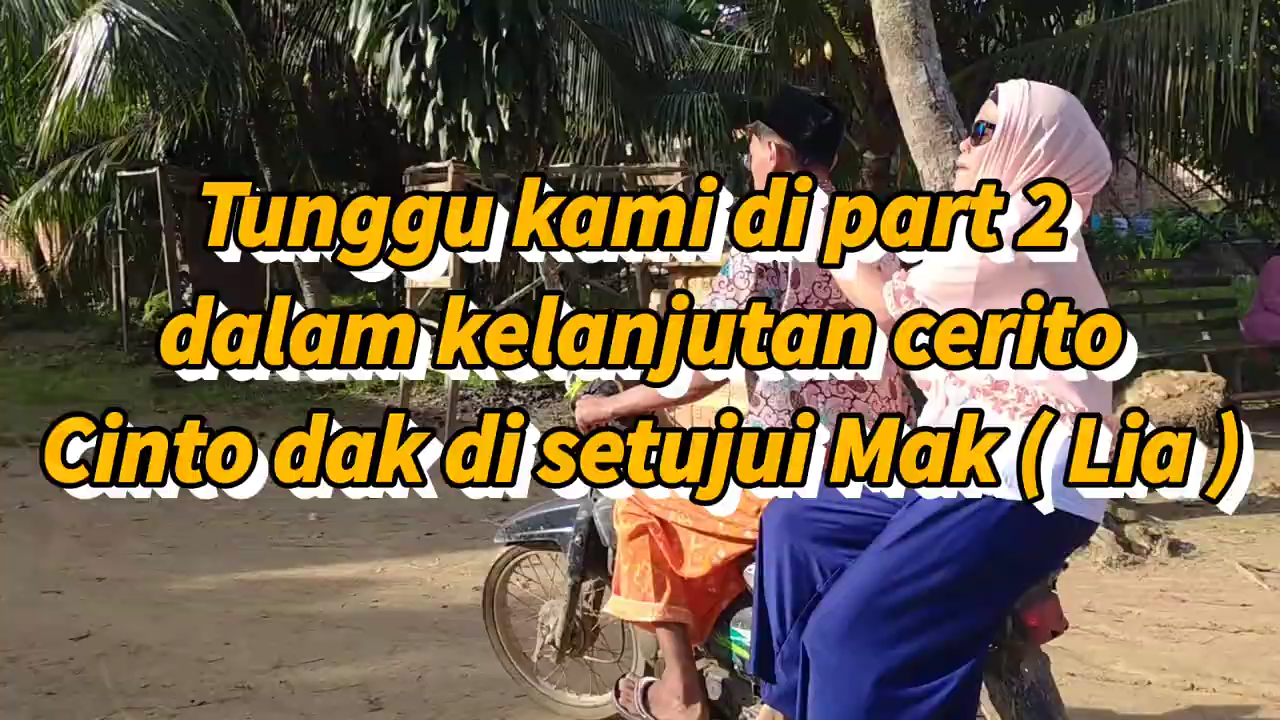 Tunggu kami di part 2
dalam kelanjutan cerito
Cinto dak di setujui Mak ( Lia )